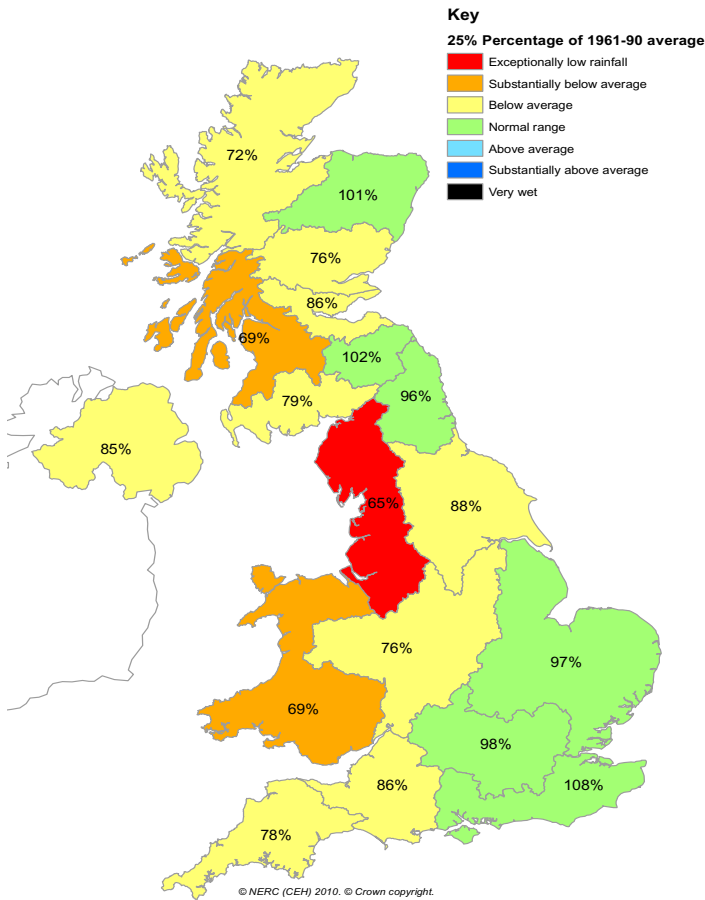 Key
25% Percentage of 1961-90 average
Exceptionally low rainfall
Substantially below average
Below average
Normal range
Above average
Substantially above average
Very wet
72%
101%
76%
86%
69%
102%
79%
96%
85%
65%
88%
76%
97%
69%
98%
86%
108%
78%
© NERC (CEH) 2010. © Crown copyright.